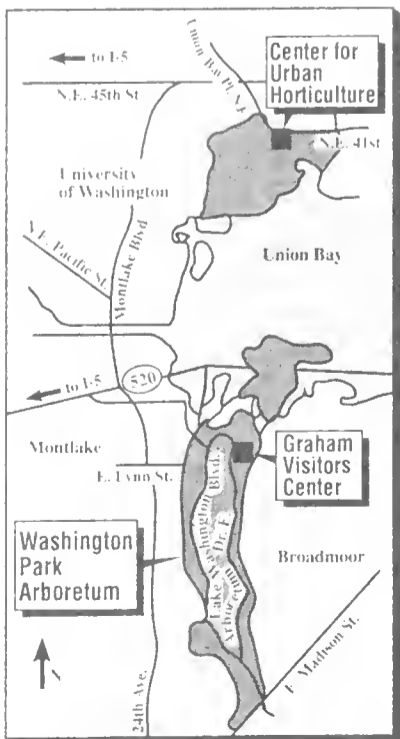 to I-5
N.E. 45th St
Union Bay Pl. N.E.
Center for
Urban
Horticulture
N.E. 41st
University
of Washington
N.E. Pacific St.
Montlake Blvd
Union Bay
520
to I-5
Montlake
E. Lynn St.
Graham
Visitors
Center
Washington
Park
Arboretum
Lake Washington Blvd.
Arboretum Dr. E.
Broadmoor
E. Madison St.
24th Ave.
N